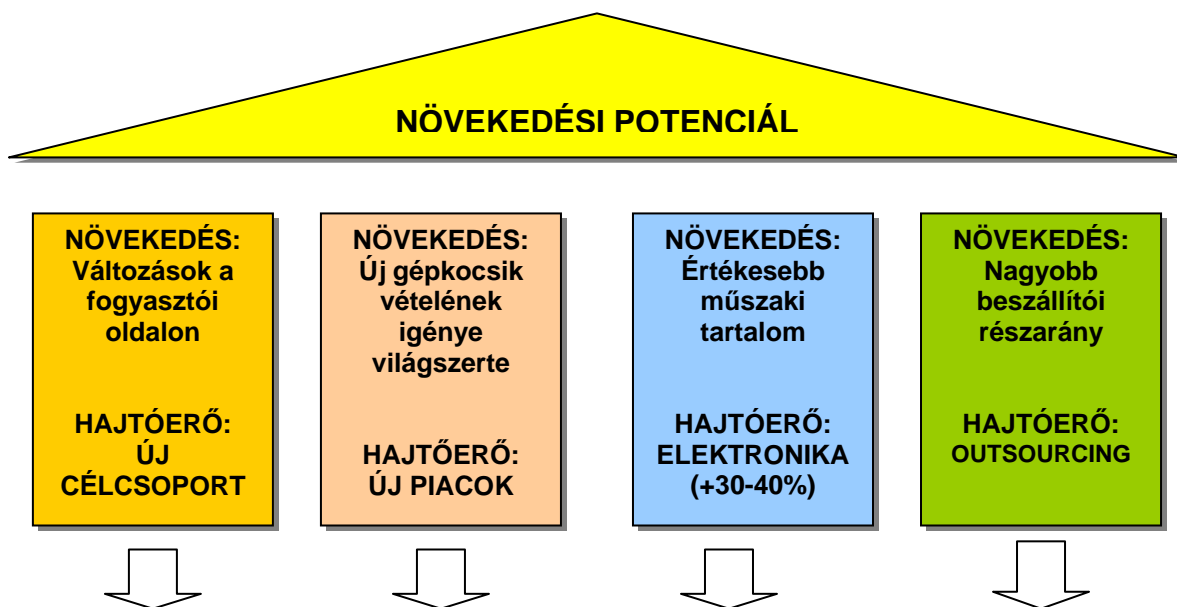 NÖVEKEDÉSI POTENCIÁL
NÖVEKEDÉS:
Változások a
fogyasztói
oldalon
HAJTÓERŐ:
ÚJ
CÉLCSOPORT
NÖVEKEDÉS:
Új gépkocsik
vételének
igénye
világszerte
HAJTŐERŐ:
ÚJ PIACOK
NÖVEKEDÉS:
Értékesebb
műszaki
tartalom
HAJTÓERŐ:
ELEKTRONIKA
(+30-40%)
NÖVEKEDÉS:
Nagyobb
beszállítói
részarány
HAJTÓERŐ:
OUTSOURCING